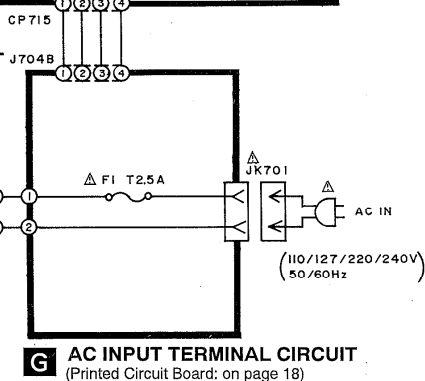 1 2 3 4
CP715
J704B
1 2 3 4
F1 T2.5A
JK701
1
2
AC IN
(110/127/220/240V)
50/60Hz
G AC INPUT TERMINAL CIRCUIT
(Printed Circuit Board: on page 18)